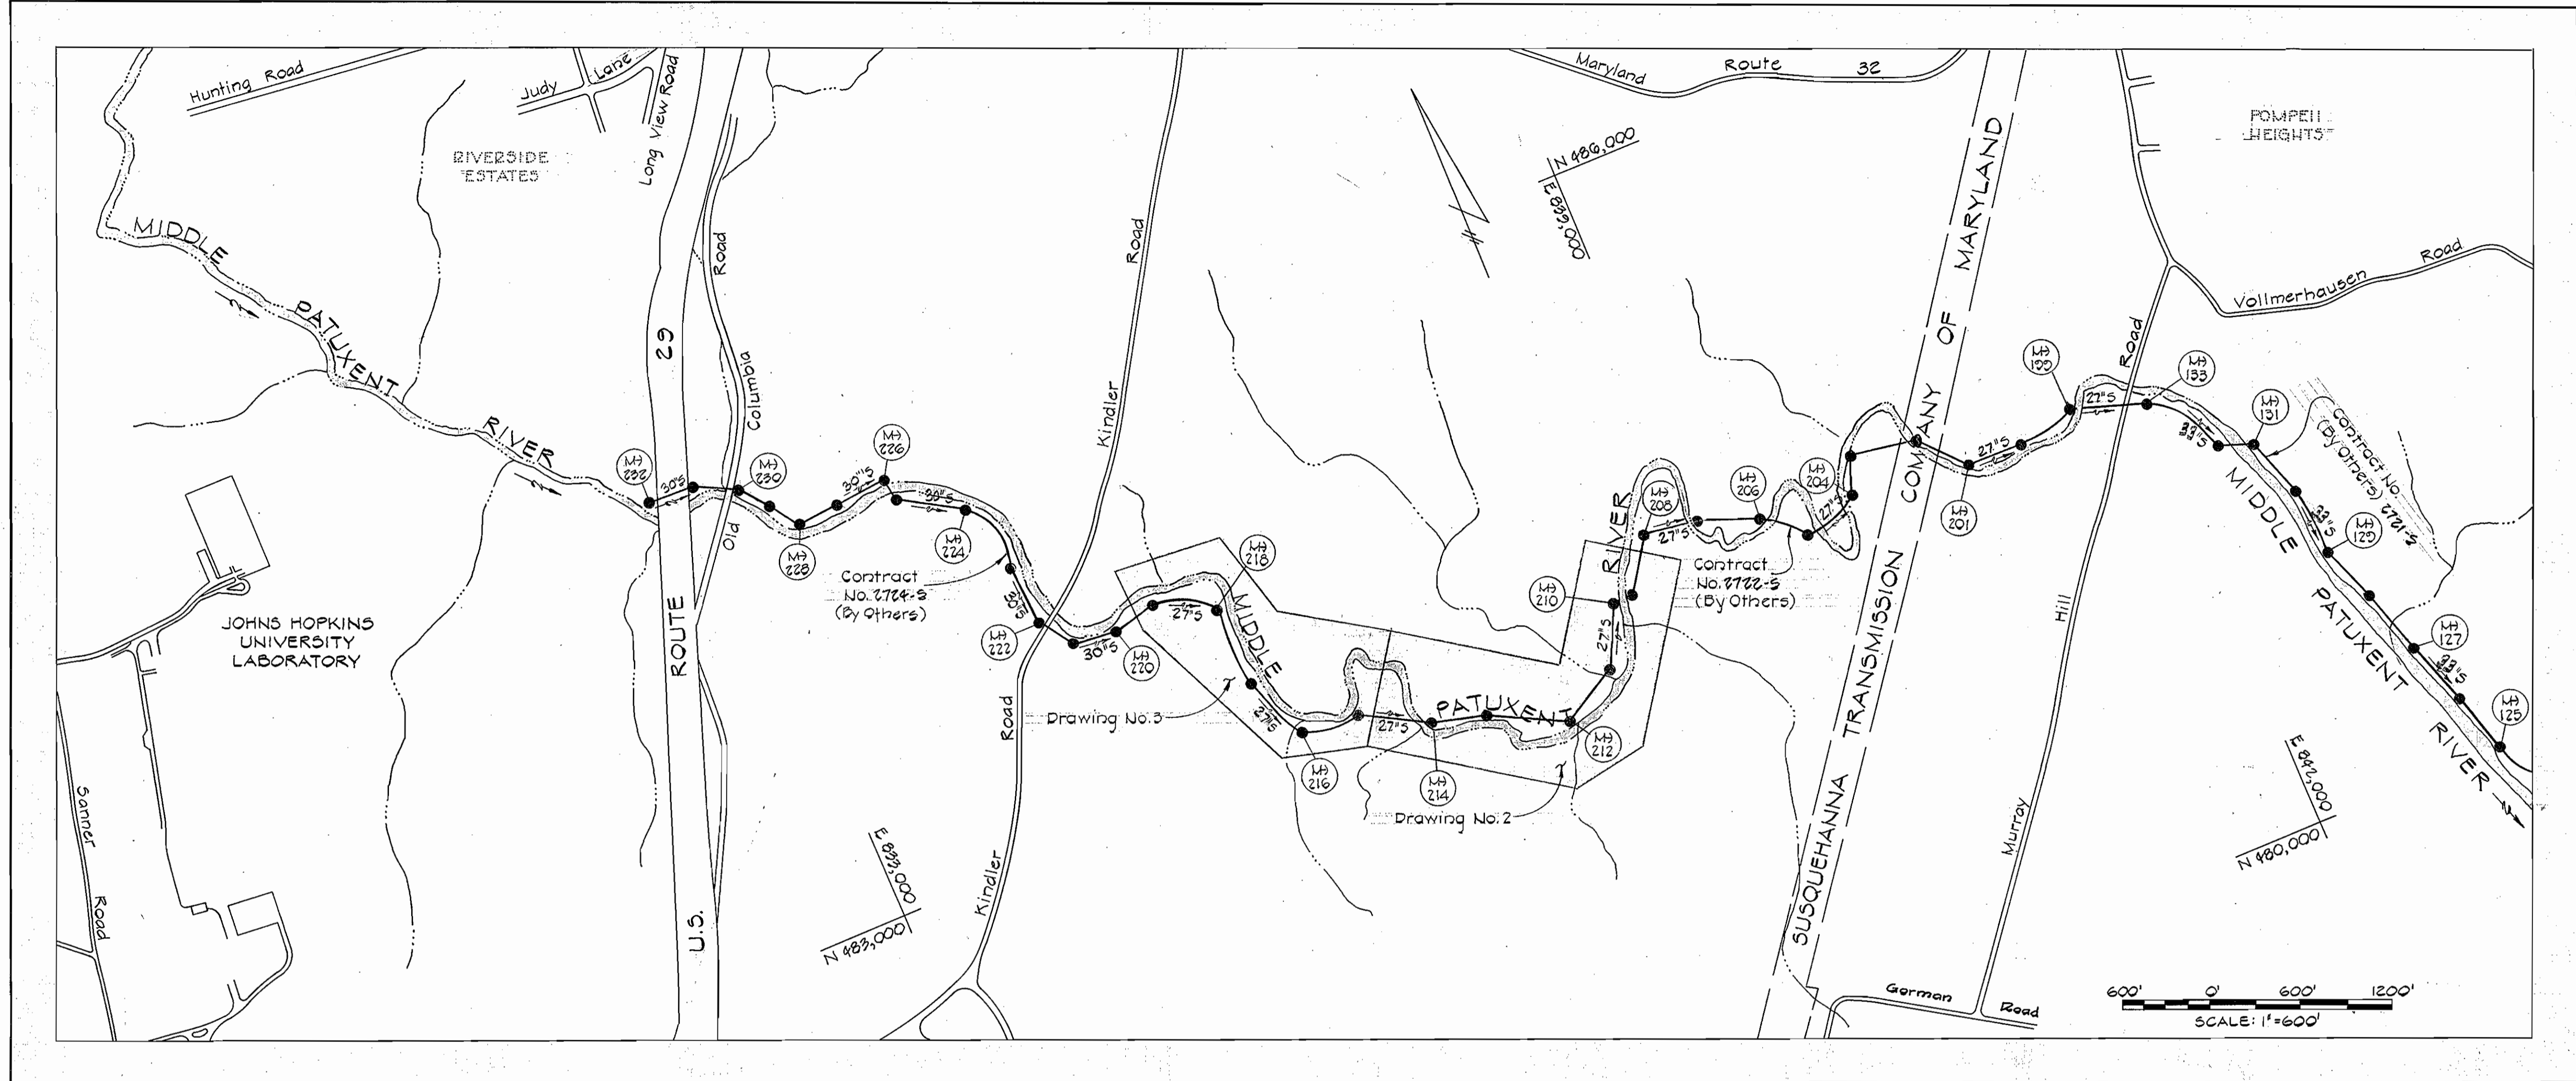 Hunting Road
Judy Lane
Long View Road
RIVERSIDE
ESTATES
Maryland Route 32
POMPEII
HEIGHTS
N 486,000
E 839,000
MIDDLE PATUXENT RIVER
U.S. ROUTE 29
Old Columbia Road
Kindler Road
Kindler Road
SUSQUEHANNA TRANSMISSION COMPANY OF MARYLAND
Murray Hill Road
Vollmerhausen Road
MH
232
30"S
MH
230
MH
228
30"S
MH
226
30"S
MH
224
Contract
No. 2724-S
(By Others)
30"S
MH
222
30"S
MH
220
27"S
MH
218
MIDDLE PATUXENT RIVER
Drawing No. 3
27"S
MH
216
27"S
MH
214
Drawing No. 2
MH
212
27"S
MH
210
MH
208
27"S
MH
206
Contract
No. 2722-S
(By Others)
MH
204
27"S
MH
201
27"S
MH
199
27"S
MH
133
33"S
MH
131
Contract No. 2721-S
(By Others)
33"S
MH
129
MH
127
33"S
MH
125
MIDDLE PATUXENT RIVER
JOHNS HOPKINS
UNIVERSITY
LABORATORY
Sanner Road
E 833,000
N 483,000
E 842,000
N 480,000
Gorman Road
600' 0' 600' 1200'
SCALE: 1"=600'